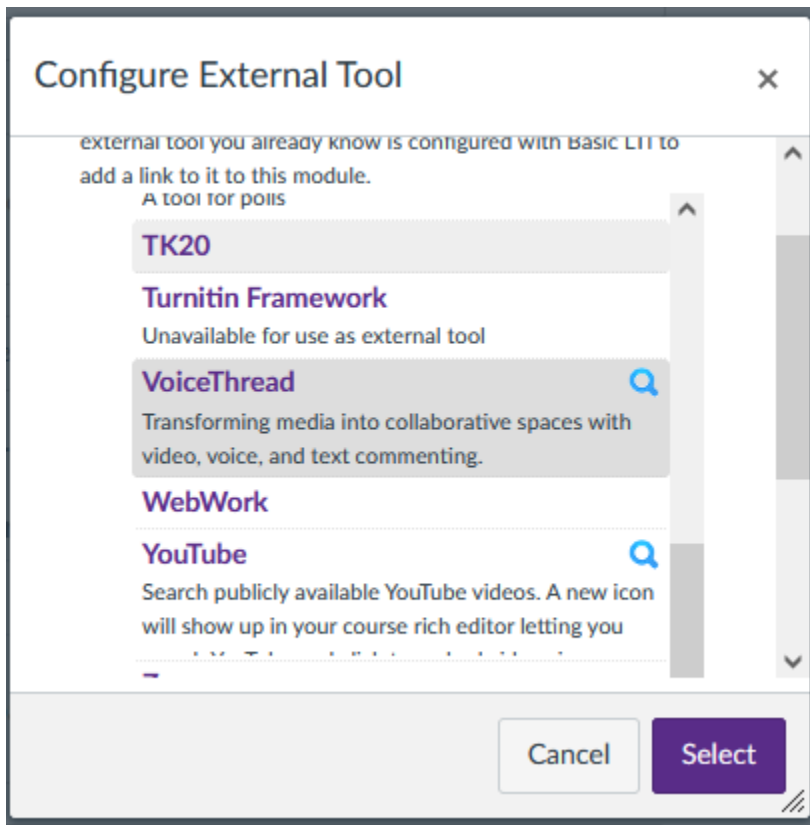 Configure External Tool ×
external tool you already know is configured with Basic LTI to
add a link to it to this module.
A tool for polls
TK20
Turnitin Framework
Unavailable for use as external tool
VoiceThread
Transforming media into collaborative spaces with
video, voice, and text commenting.
WebWork
YouTube
Search publicly available YouTube videos. A new icon
will show up in your course rich editor letting you
Cancel Select